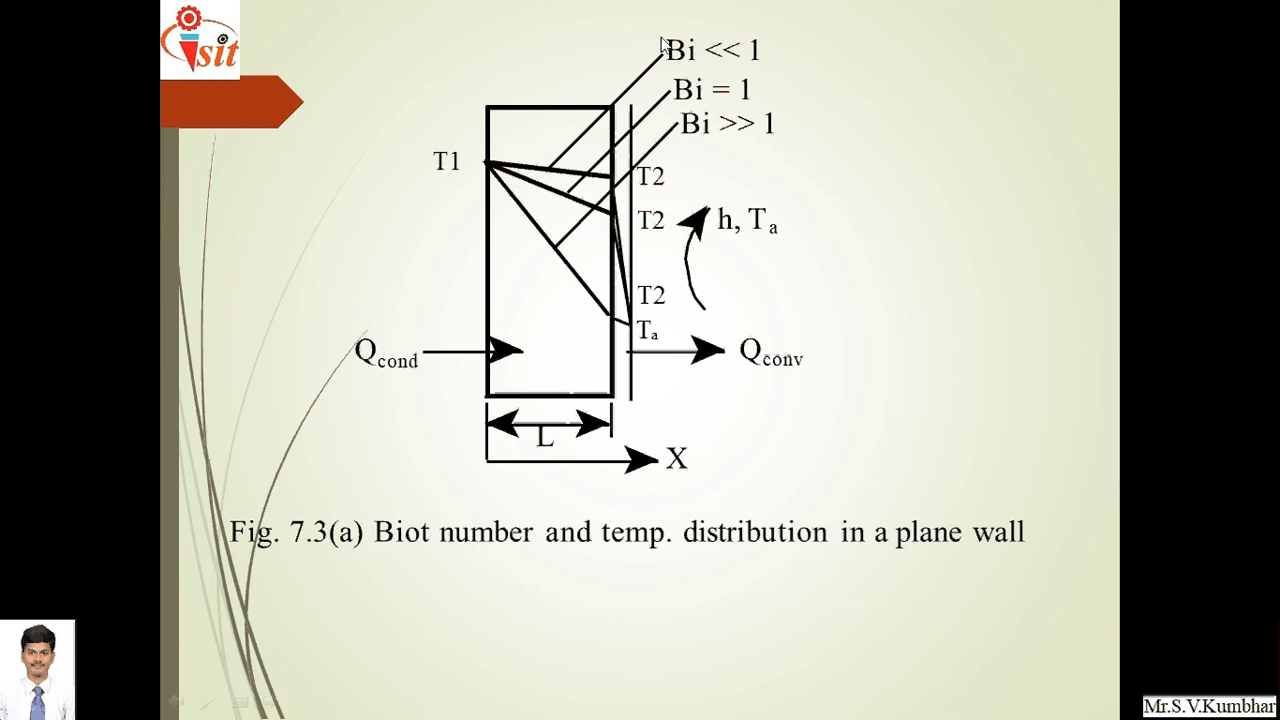 isit
Bi << 1
Bi = 1
Bi >> 1
T1
T2
T2
h, Ta
T2
Ta
Qcond
Qconv
L
X
Fig. 7.3(a) Biot number and temp. distribution in a plane wall
Mr.S.V.Kumbhar